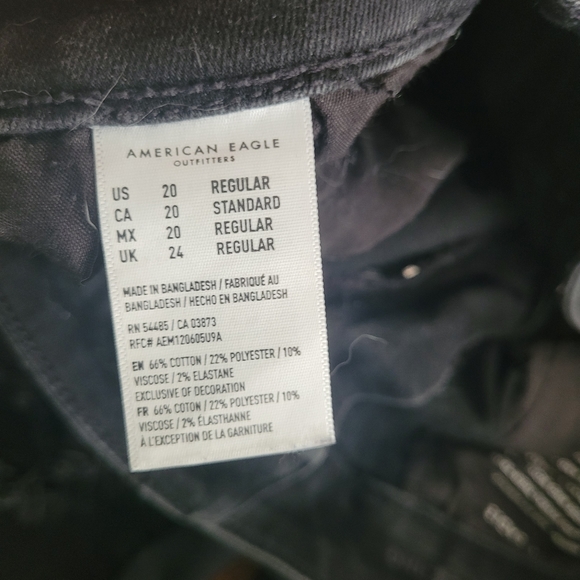 AMERICAN EAGLE
OUTFITTERS
US 20 REGULAR
CA 20 STANDARD
MX 20 REGULAR
UK 24 REGULAR
MADE IN BANGLADESH / FABRIQUÉ AU
BANGLADESH / HECHO EN BANGLADESH
RN 54485 / CA 03873
RFC# AEM120605U9A
EN 66% COTTON / 22% POLYESTER / 10%
VISCOSE / 2% ELASTANE
EXCLUSIVE OF DECORATION
FR 66% COTON / 22% POLYESTER / 10%
VISCOSE / 2% ÉLASTHANNE
À L'EXCEPTION DE LA GARNITURE